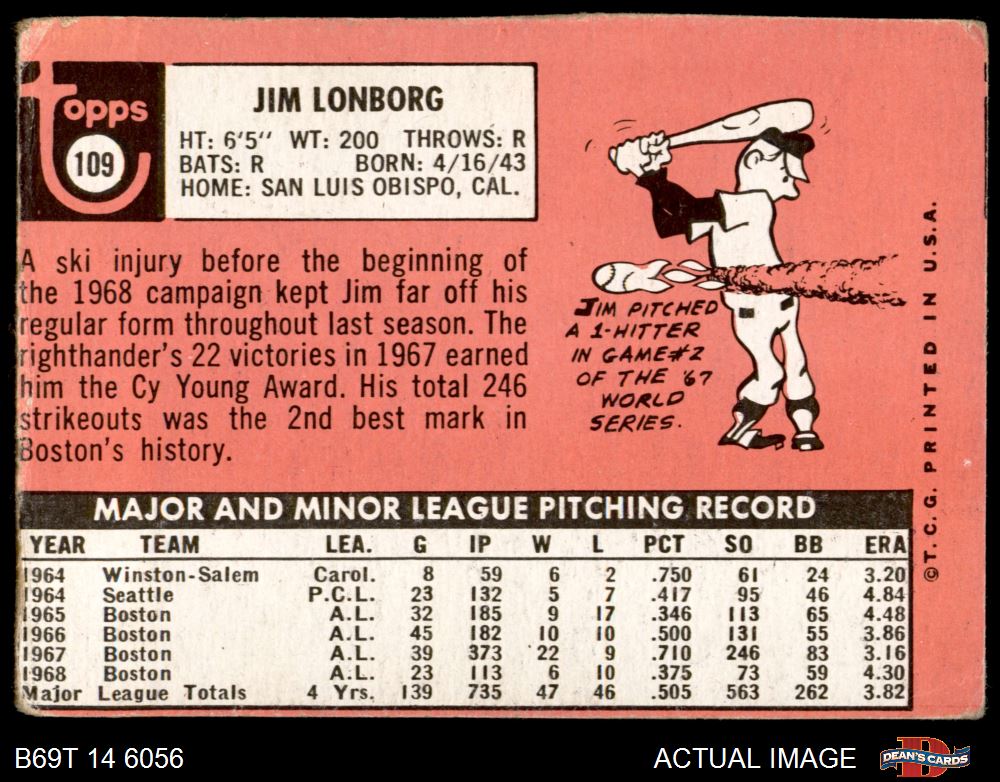 topps
109
JIM LONBORG
HT: 6'5" WT: 200 THROWS: R
BATS: R BORN: 4/16/43
HOME: SAN LUIS OBISPO, CAL.
A ski injury before the beginning of
the 1968 campaign kept Jim far off his
regular form throughout last season. The
righthander's 22 victories in 1967 earned
him the Cy Young Award. His total 246
strikeouts was the 2nd best mark in
Boston's history.
JIM PITCHED
A 1-HITTER
IN GAME #2
OF THE '67
WORLD
SERIES.
©T. C. G. PRINTED IN U.S.A.
MAJOR AND MINOR LEAGUE PITCHING RECORD
YEAR TEAM LEA. G IP W L PCT SO BB ERA
1964 Winston-Salem Carol. 8 59 6 2 .750 61 24 3.20
1964 Seattle P.C.L. 23 132 5 7 .417 95 46 4.84
1965 Boston A.L. 32 185 9 17 .346 113 65 4.48
1966 Boston A.L. 45 182 10 10 .500 131 55 3.86
1967 Boston A.L. 39 373 22 9 .710 246 83 3.16
1968 Boston A.L. 23 113 6 10 .375 73 59 4.30
Major League Totals 4 Yrs. 139 735 47 46 .505 563 262 3.82
B69T 14 6056
ACTUAL IMAGE
DEAN'S CARDS